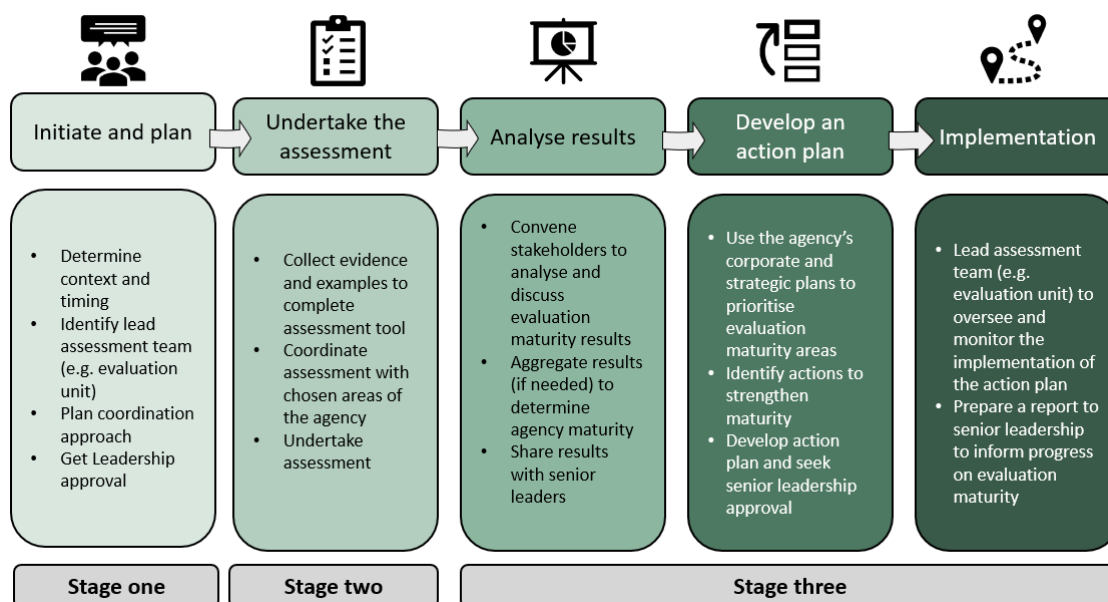 Initiate and plan
Undertake the
assessment
Analyse results
Develop an
action plan
Implementation
• Determine
context and
timing
• Identify lead
assessment team
(e.g. evaluation
unit)
• Plan coordination
approach
• Get Leadership
approval
• Collect evidence
and examples to
complete
assessment tool
• Coordinate
assessment with
chosen areas of
the agency
• Undertake
assessment
• Convene
stakeholders to
analyse and
discuss
evaluation
maturity results
• Aggregate results
(if needed) to
determine
agency maturity
• Share results
with senior
leaders
• Use the agency’s
corporate and
strategic plans to
prioritise
evaluation
maturity areas
• Identify actions to
strengthen
maturity
• Develop action
plan and seek
senior leadership
approval
• Lead assessment
team (e.g.
evaluation unit) to
oversee and
monitor the
implementation
of the action plan
• Prepare a report to
senior leadership
to inform progress
on evaluation
maturity
Stage one
Stage two
Stage three